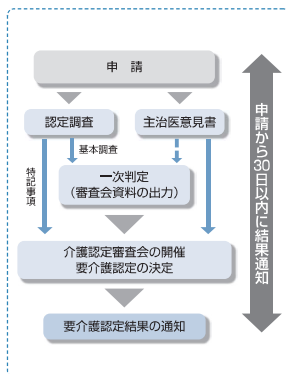 申　請
認定調査
主治医意見書
基本調査
特記事項
一次判定
（審査会資料の出力）
介護認定審査会の開催
要介護認定の決定
要介護認定結果の通知
申請から30日以内に結果通知